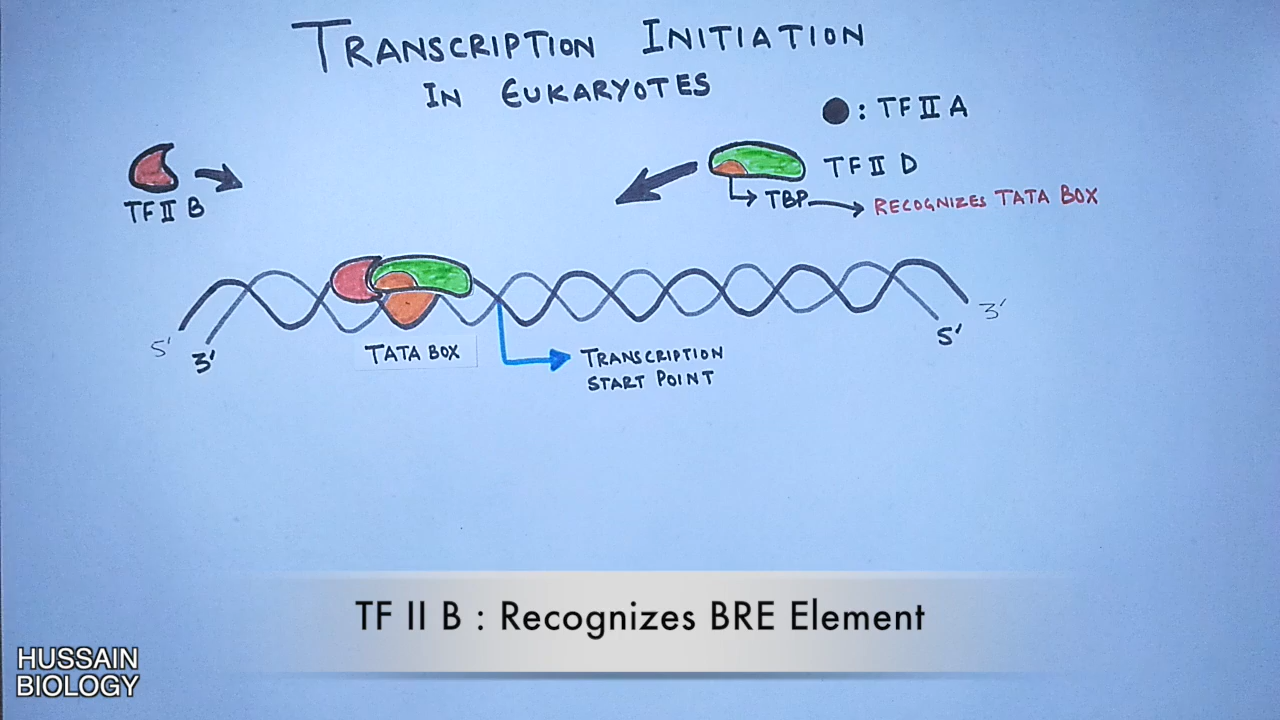 TRANSCRIPTION INITIATION
IN EUKARYOTES
: TF II A
TF II B
TF II D
TBP
RECOGNIZES TATA BOX
5'
3'
3'
5'
TATA BOX
TRANSCRIPTION
START POINT
TF II B : Recognizes BRE Element
HUSSAIN
BIOLOGY